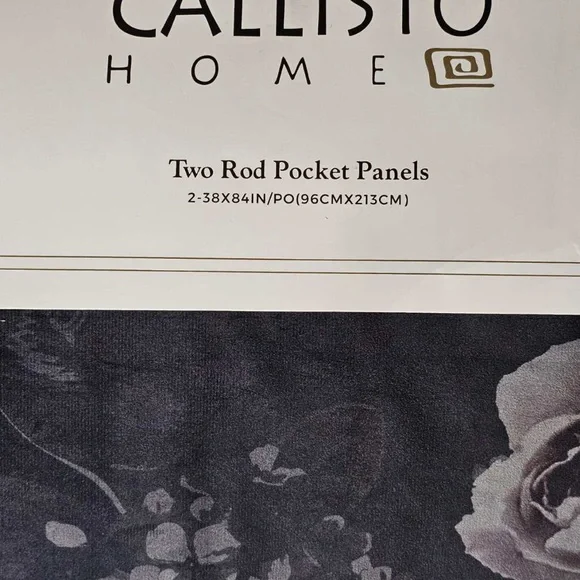 CALLISTO
HOME
Two Rod Pocket Panels
2-38X84IN/PO(96CMX213CM)